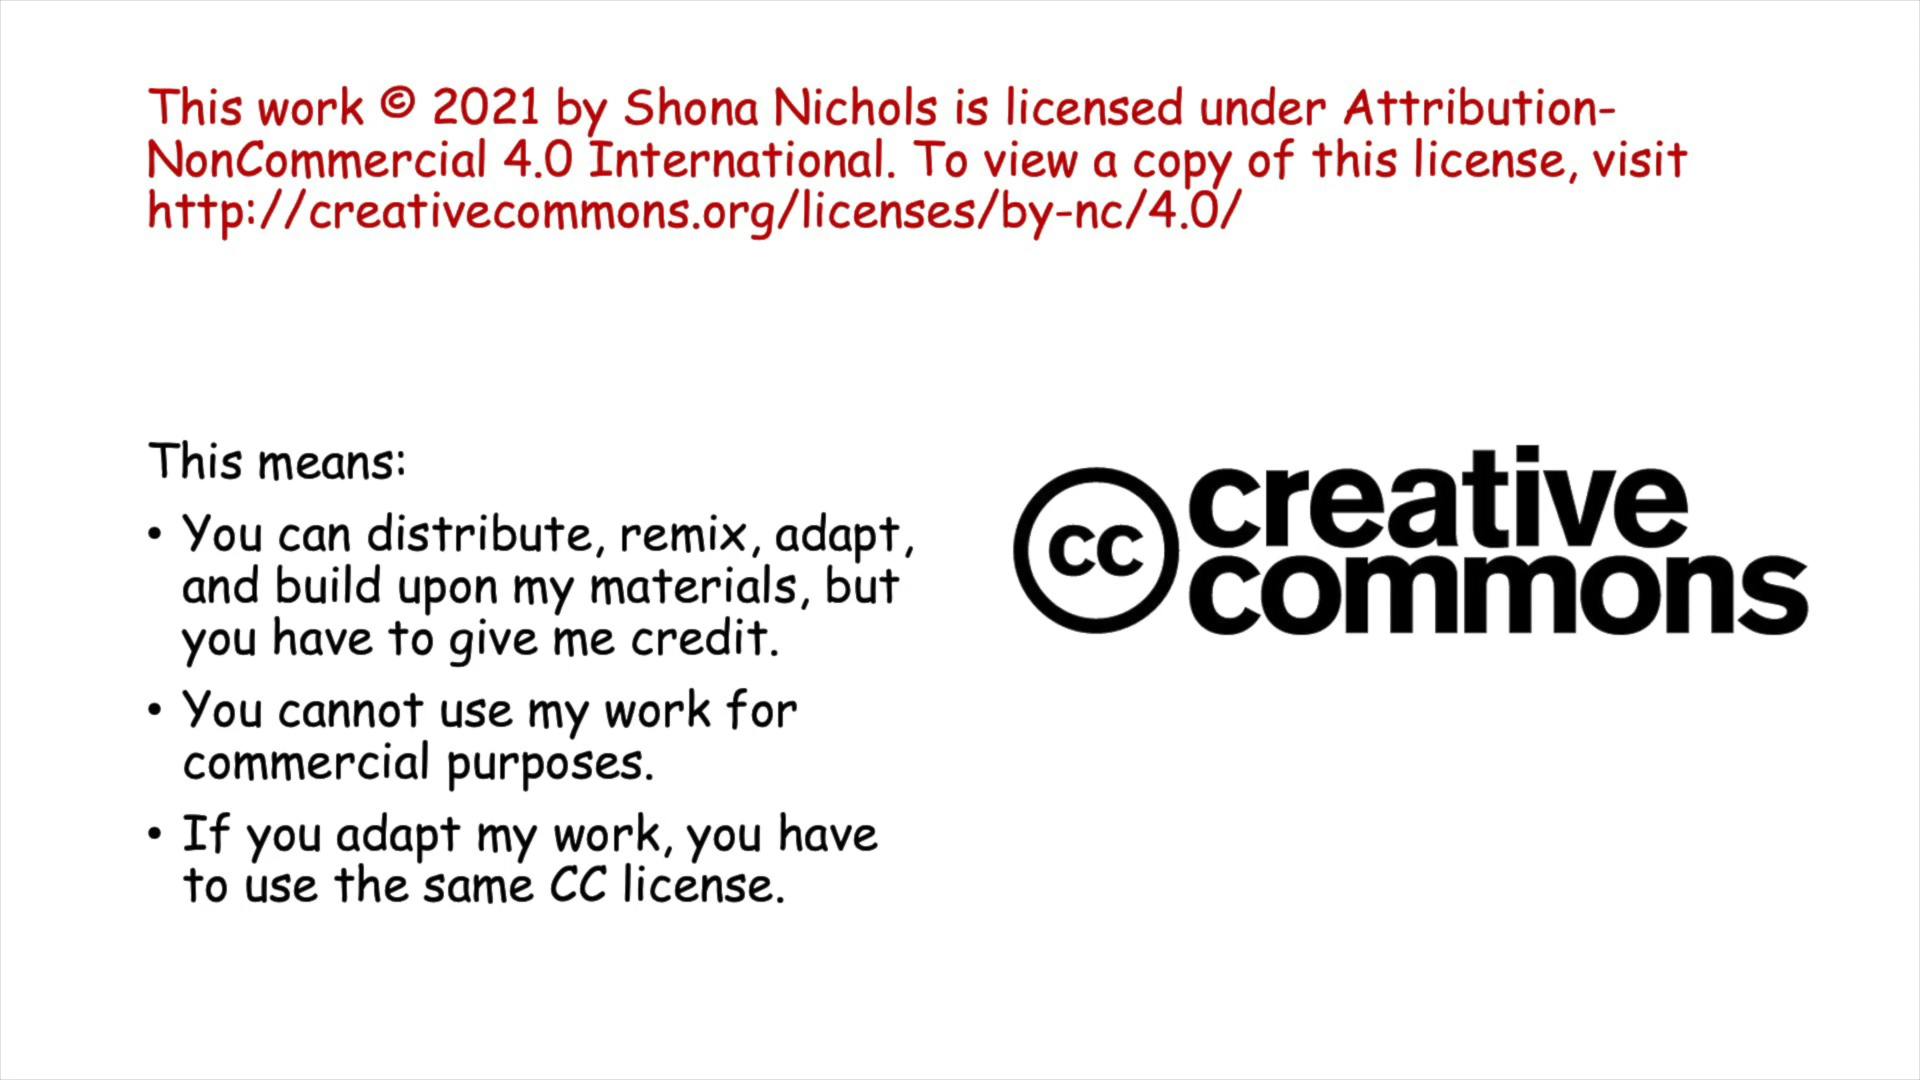 This work © 2021 by Shona Nichols is licensed under Attribution-
NonCommercial 4.0 International. To view a copy of this license, visit
http://creativecommons.org/licenses/by-nc/4.0/
This means:
• You can distribute, remix, adapt,
and build upon my materials, but
you have to give me credit.
• You cannot use my work for
commercial purposes.
• If you adapt my work, you have
to use the same CC license.
cc
creative
commons